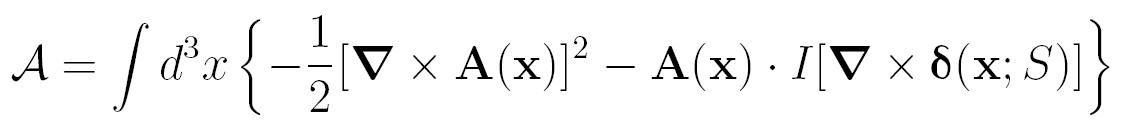 𝒜 = ∫ d³x { −1/2 [∇ × A(x)]² − A(x) · I[∇ × δ(x; S)] }